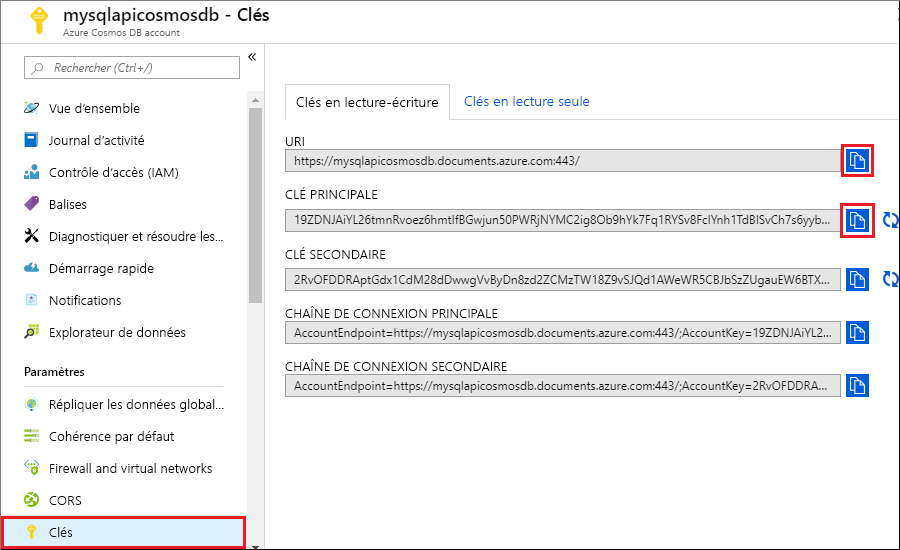 mysqlapicosmosdb - Clés
Azure Cosmos DB account
Rechercher (Ctrl+/)
«
Vue d'ensemble
Journal d'activité
Contrôle d'accès (IAM)
Balises
Diagnostiquer et résoudre les...
Démarrage rapide
Notifications
Explorateur de données
Paramètres
Répliquer les données global...
Cohérence par défaut
Firewall and virtual networks
CORS
Clés
Clés en lecture-écriture
Clés en lecture seule
URI
https://mysqlapicosmosdb.documents.azure.com:443/
CLÉ PRINCIPALE
19ZDNJAiYL26tmnRvoez6hmtIfBGwjun50PWRjNYMC2ig8Ob9hYk7Fq1RYSv8FcIYnh1TdBISvCh7s6yyb...
CLÉ SECONDAIRE
2RvOFDDRAptGdx1CdM28dDwwgVvByDn8zd2ZCMzTW18Z9vSJQd1AWeWR5CBJbSzZUgauEW6BTX...
CHAÎNE DE CONNEXION PRINCIPALE
AccountEndpoint=https://mysqlapicosmosdb.documents.azure.com:443/;AccountKey=19ZDNJAiYL2...
CHAÎNE DE CONNEXION SECONDAIRE
AccountEndpoint=https://mysqlapicosmosdb.documents.azure.com:443/;AccountKey=2RvOFDDRA...